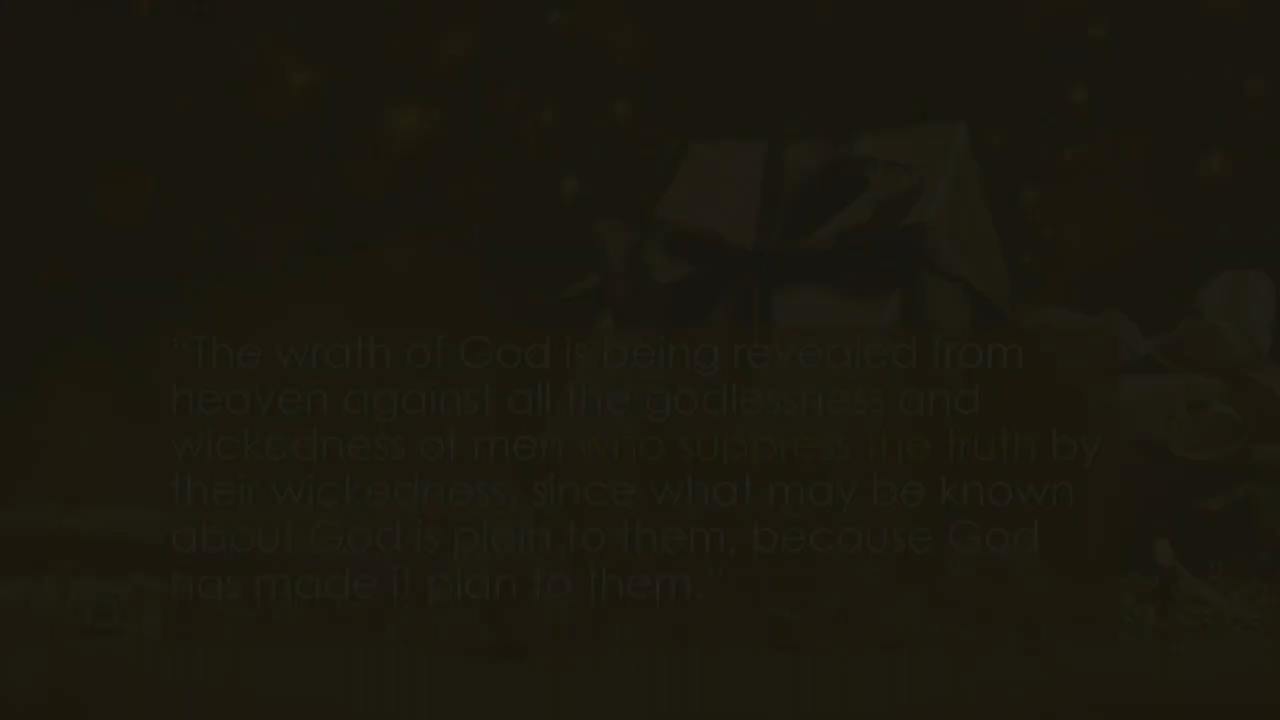 “The wrath of God is being revealed from
heaven against all the godlessness and
wickedness of men who suppress the truth by
their wickedness, since what may be known
about God is plain to them, because God
has made it plan to them.”